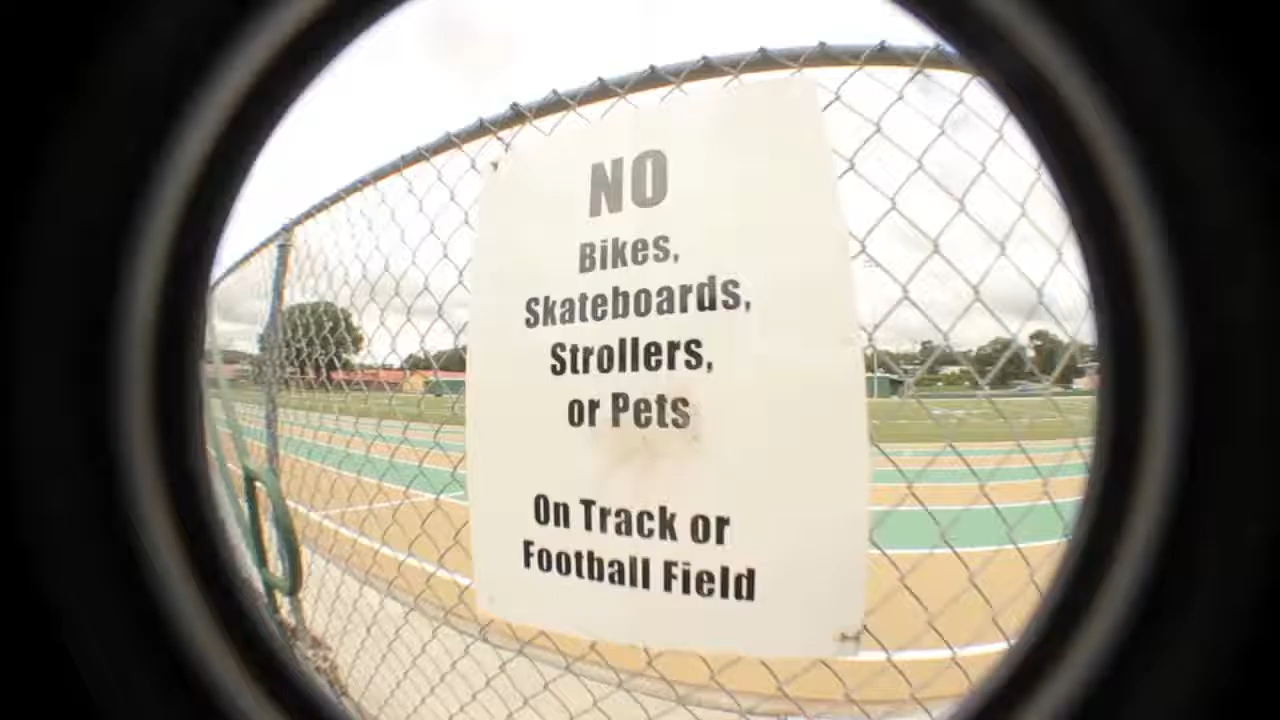 NO
Bikes,
Skateboards,
Strollers,
or Pets
On Track or
Football Field